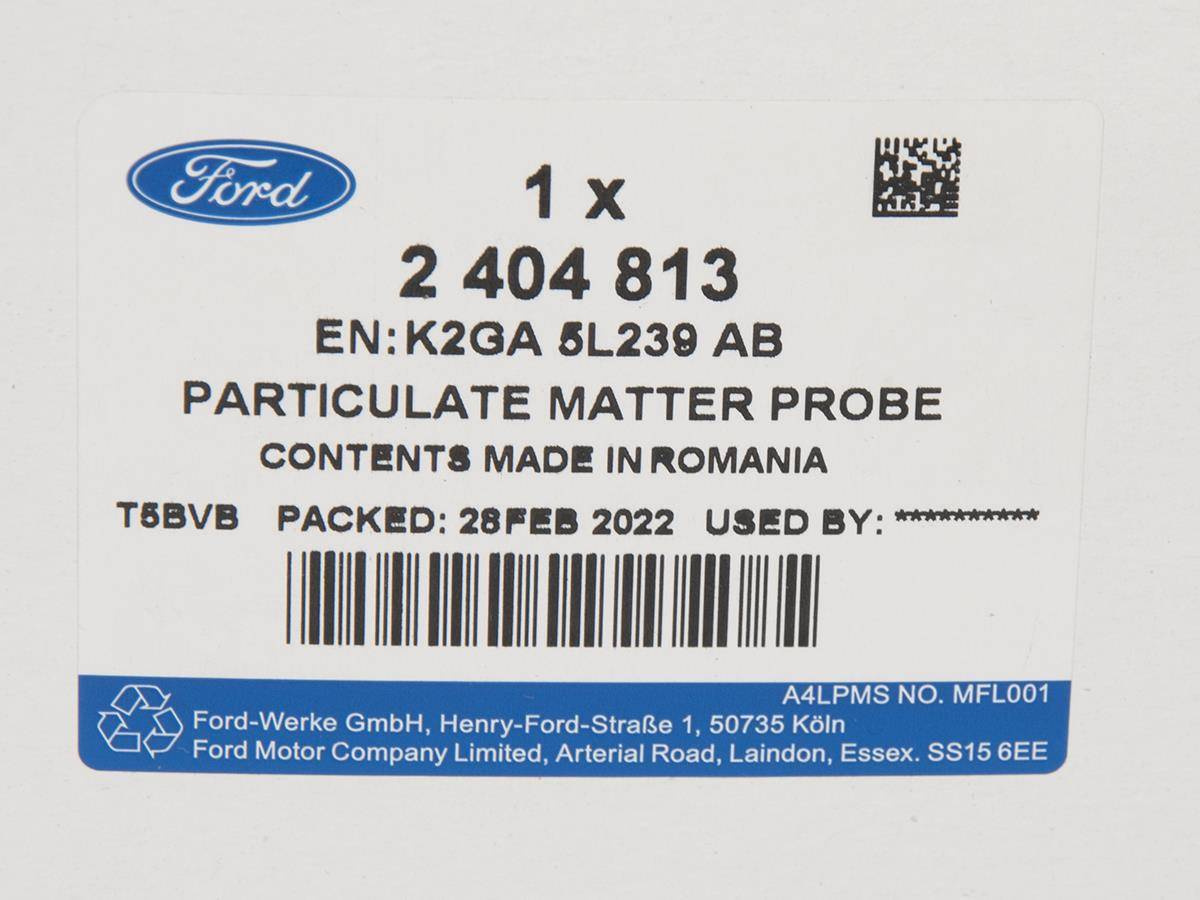 Ford
1 x
2 404 813
EN:K2GA 5L239 AB
PARTICULATE MATTER PROBE
CONTENTS MADE IN ROMANIA
T5BVB PACKED: 28FEB 2022 USED BY: **********
A4LPMS NO. MFL001
Ford-Werke GmbH, Henry-Ford-Straße 1, 50735 Köln
Ford Motor Company Limited, Arterial Road, Laindon, Essex. SS15 6EE